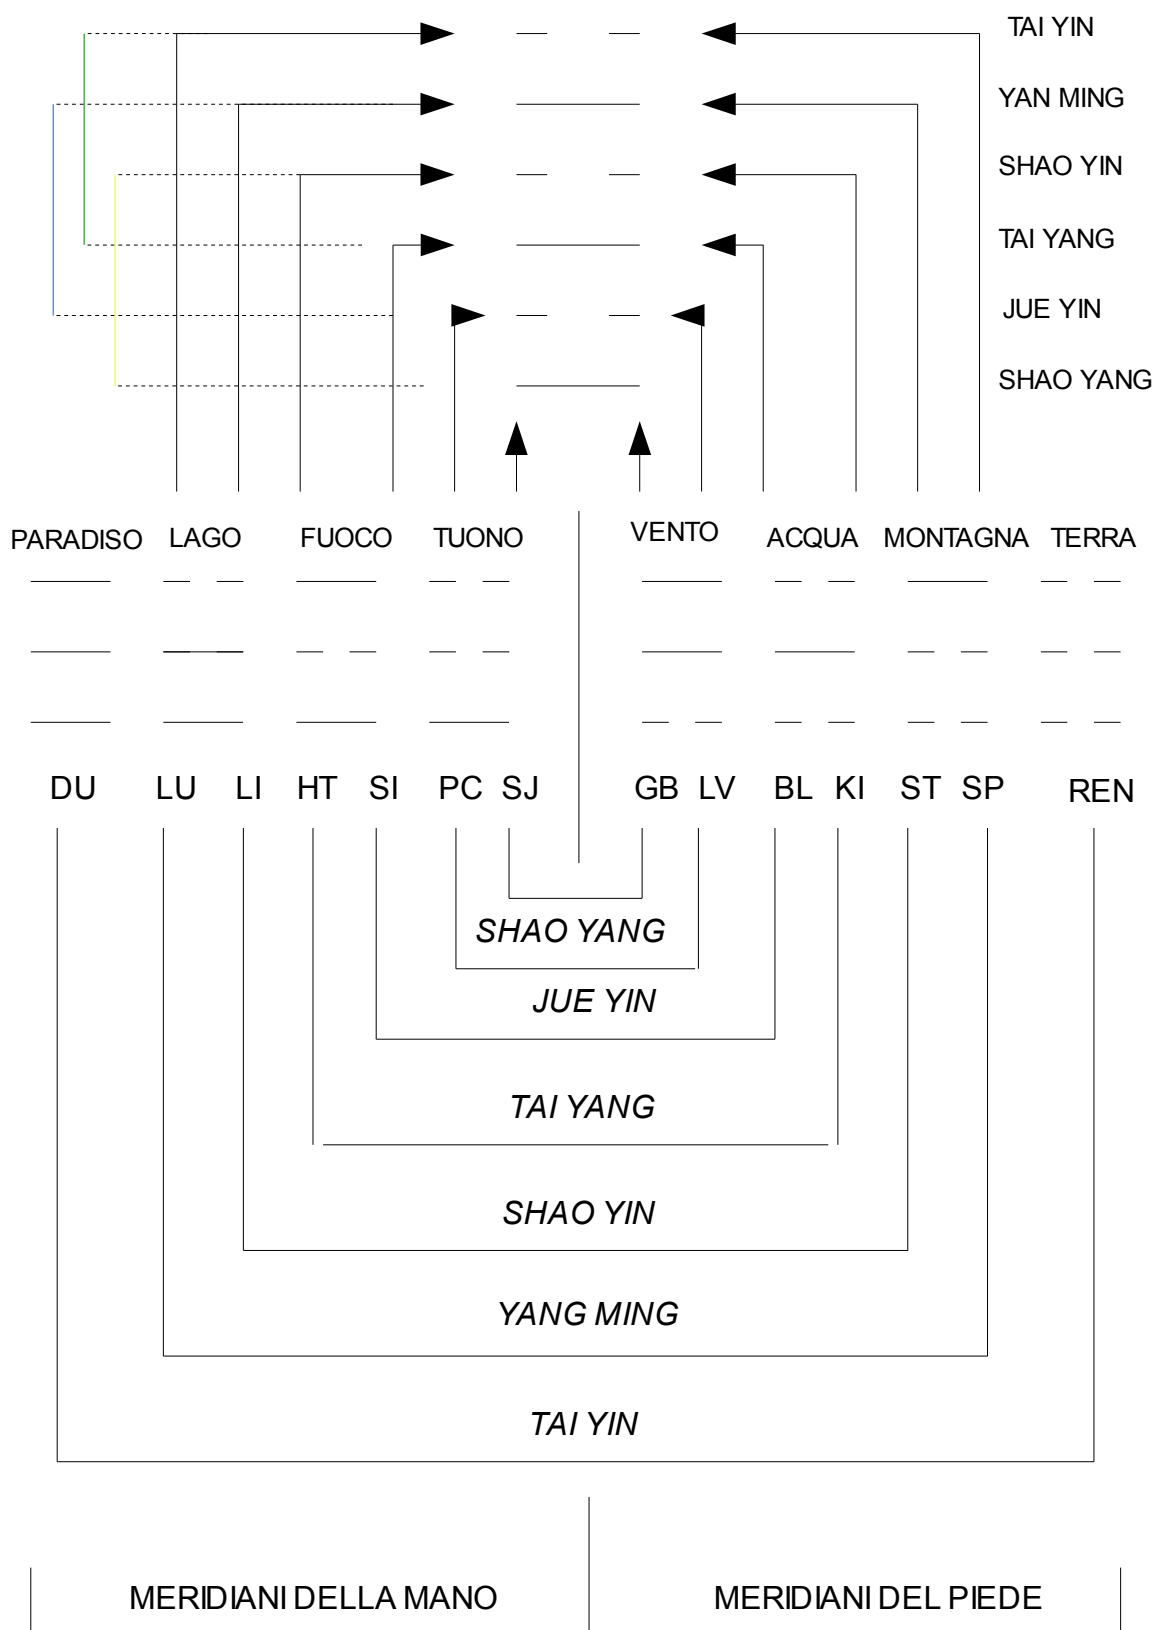 TAI YIN
YAN MING
SHAO YIN
TAI YANG
JUE YIN
SHAO YANG
PARADISO LAGO FUOCO TUONO VENTO ACQUA MONTAGNA TERRA
DU LU LI HT SI PC SJ GB LV BL KI ST SP REN
SHAO YANG
JUE YIN
TAI YANG
SHAO YIN
YANG MING
TAI YIN
MERIDIANI DELLA MANO MERIDIANI DEL PIEDE